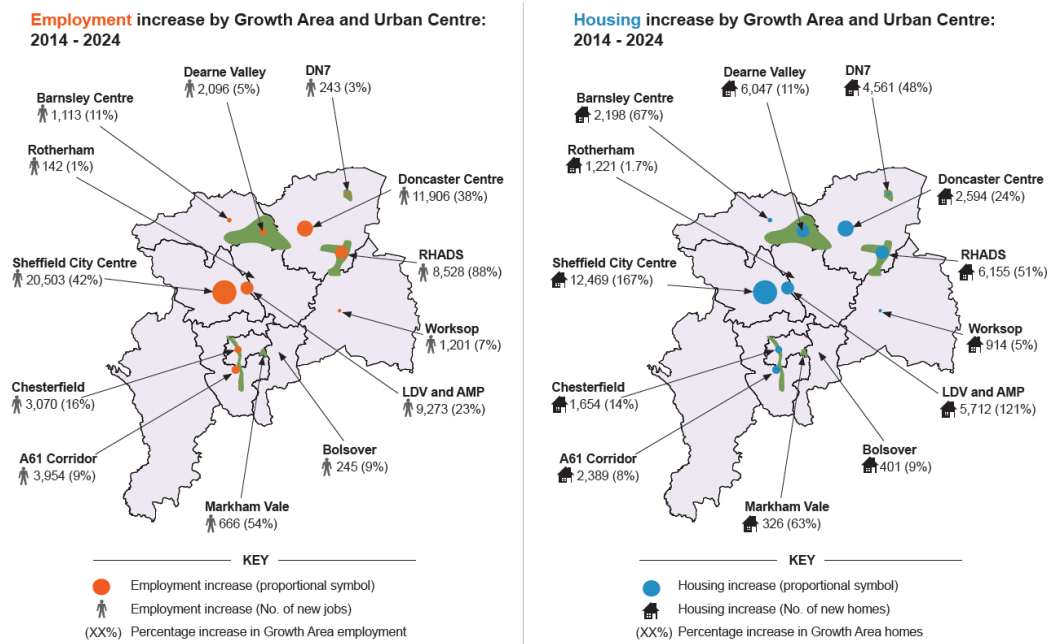 Employment increase by Growth Area and Urban Centre:
2014 - 2024
Dearne Valley
2,096 (5%)
DN7
243 (3%)
Barnsley Centre
1,113 (11%)
Rotherham
142 (1%)
Doncaster Centre
11,906 (38%)
Sheffield City Centre
20,503 (42%)
RHADS
8,528 (88%)
Worksop
1,201 (7%)
Chesterfield
3,070 (16%)
LDV and AMP
9,273 (23%)
A61 Corridor
3,954 (9%)
Bolsover
245 (9%)
Markham Vale
666 (54%)
KEY
Employment increase (proportional symbol)
Employment increase (No. of new jobs)
(XX%) Percentage increase in Growth Area employment
Housing increase by Growth Area and Urban Centre:
2014 - 2024
Dearne Valley
6,047 (11%)
DN7
4,561 (48%)
Barnsley Centre
2,198 (67%)
Rotherham
1,221 (1.7%)
Doncaster Centre
2,594 (24%)
Sheffield City Centre
12,469 (167%)
RHADS
6,155 (51%)
Worksop
914 (5%)
Chesterfield
1,654 (14%)
LDV and AMP
5,712 (121%)
A61 Corridor
2,389 (8%)
Bolsover
401 (9%)
Markham Vale
326 (63%)
KEY
Housing increase (proportional symbol)
Housing increase (No. of new homes)
(XX%) Percentage increase in Growth Area homes